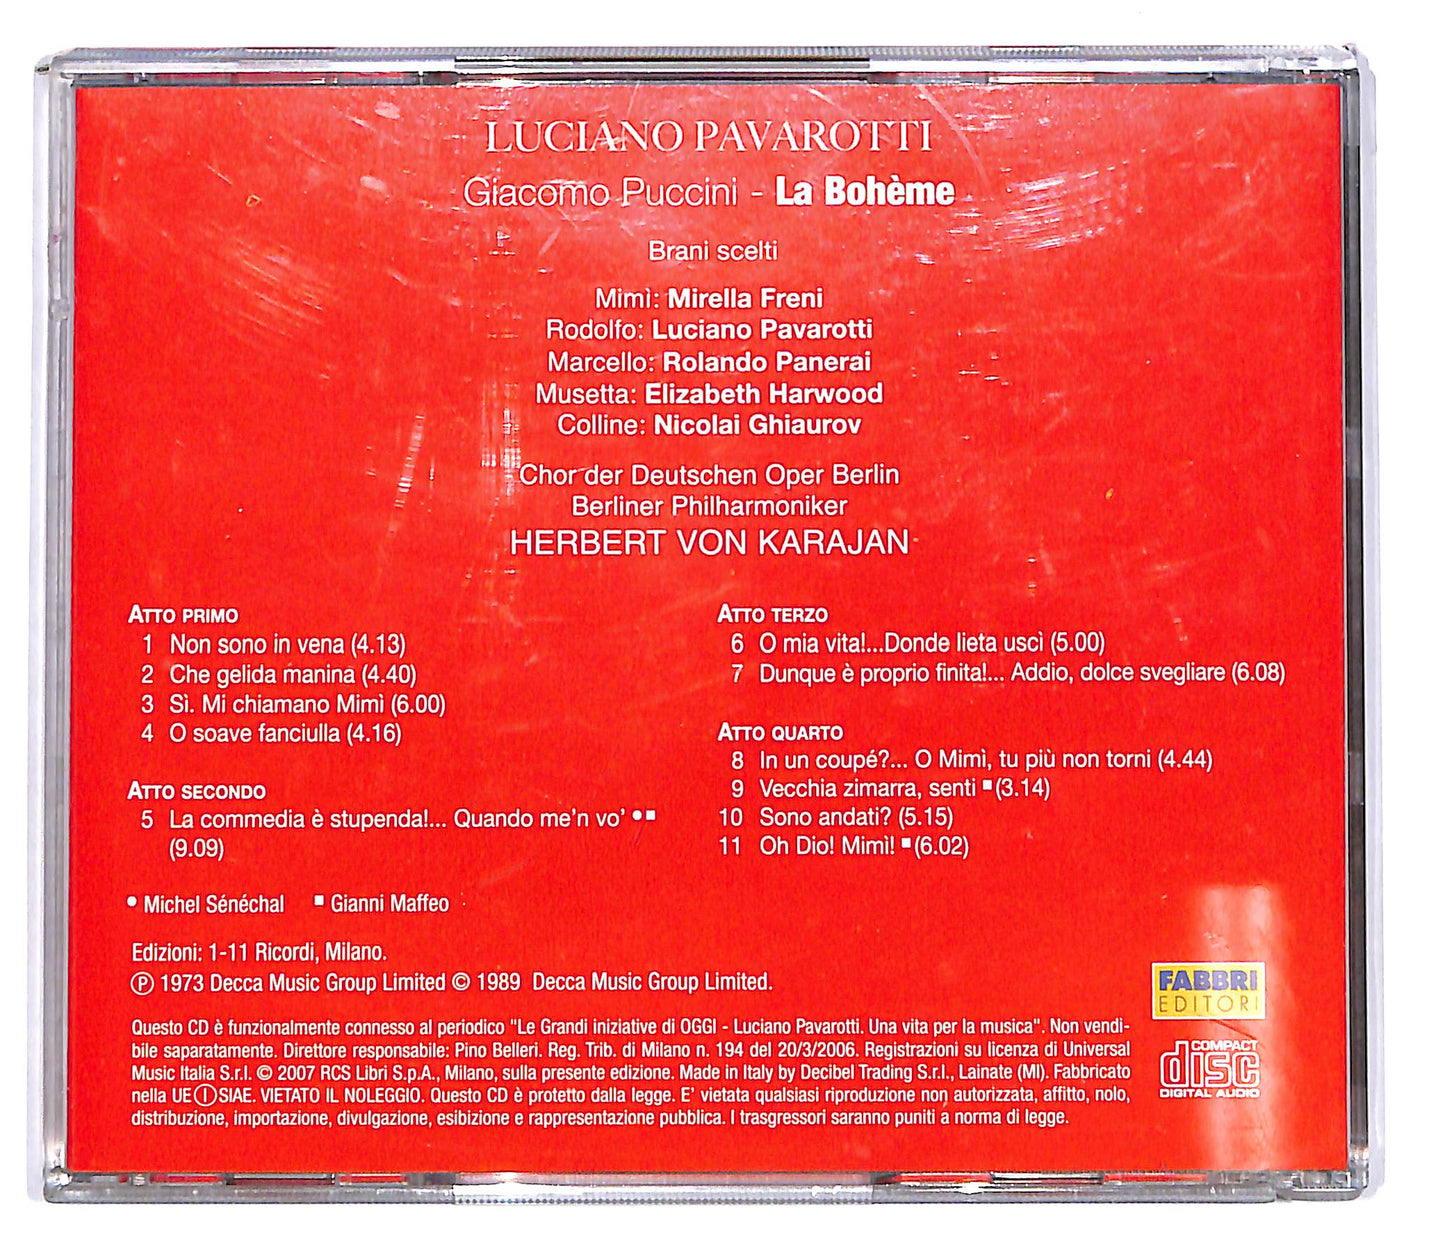 LUCIANO PAVAROTTI
Giacomo Puccini - La Bohème
Brani scelti
Mimì: Mirella Freni
Rodolfo: Luciano Pavarotti
Marcello: Rolando Panerai
Musetta: Elizabeth Harwood
Colline: Nicolai Ghiaurov
Chor der Deutschen Oper Berlin
Berliner Philharmoniker
HERBERT VON KARAJAN
ATTO PRIMO
1 Non sono in vena (4.13)
2 Che gelida manina (4.40)
3 Sì. Mi chiamano Mimì (6.00)
4 O soave fanciulla (4.16)
ATTO SECONDO
5 La commedia è stupenda!... Quando me'n vo' ●■
(9.09)
ATTO TERZO
6 O mia vita!...Donde lieta uscì (5.00)
7 Dunque è proprio finita!... Addio, dolce svegliare (6.08)
ATTO QUARTO
8 In un coupé?... O Mimì, tu più non torni (4.44)
9 Vecchia zimarra, senti ■ (3.14)
10 Sono andati? (5.15)
11 Oh Dio! Mimì! ■ (6.02)
● Michel Sénéchal ■ Gianni Maffeo
Edizioni: 1-11 Ricordi, Milano.
℗ 1973 Decca Music Group Limited © 1989 Decca Music Group Limited.
Questo CD è funzionalmente connesso al periodico "Le Grandi iniziative di OGGI - Luciano Pavarotti. Una vita per la musica". Non vendi-
bile separatamente. Direttore responsabile: Pino Belleri. Reg. Trib. di Milano n. 194 del 20/3/2006. Registrazioni su licenza di Universal
Music Italia S.r.l. © 2007 RCS Libri S.p.A., Milano, sulla presente edizione. Made in Italy by Decibel Trading S.r.l., Lainate (MI). Fabbricato
nella UE Ⓘ SIAE. VIETATO IL NOLEGGIO. Questo CD è protetto dalla legge. E' vietata qualsiasi riproduzione non autorizzata, affitto, nolo,
distribuzione, importazione, divulgazione, esibizione e rappresentazione pubblica. I trasgressori saranno puniti a norma di legge.
FABBRI
EDITORI
COMPACT
disc
DIGITAL AUDIO